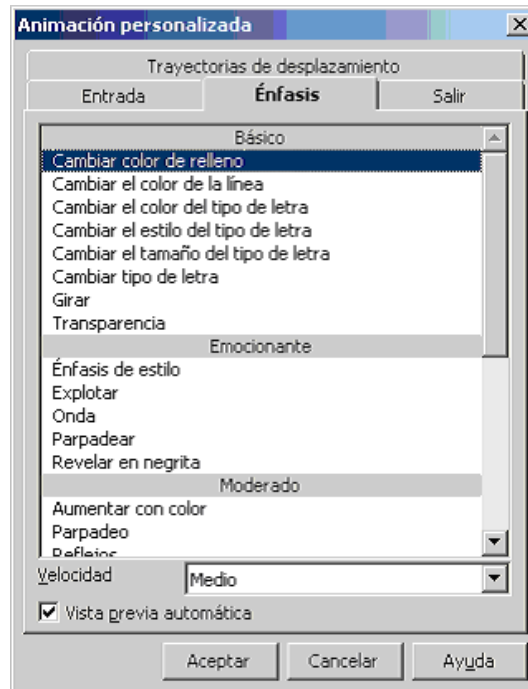 Animación personalizada
Trayectorias de desplazamiento
Entrada Énfasis Salir
Básico
Cambiar color de relleno
Cambiar el color de la línea
Cambiar el color del tipo de letra
Cambiar el estilo del tipo de letra
Cambiar el tamaño del tipo de letra
Cambiar tipo de letra
Girar
Transparencia
Emocionante
Énfasis de estilo
Explotar
Onda
Parpadear
Revelar en negrita
Moderado
Aumentar con color
Parpadeo
Reflejos
Velocidad Medio
Vista previa automática
Aceptar Cancelar Ayuda